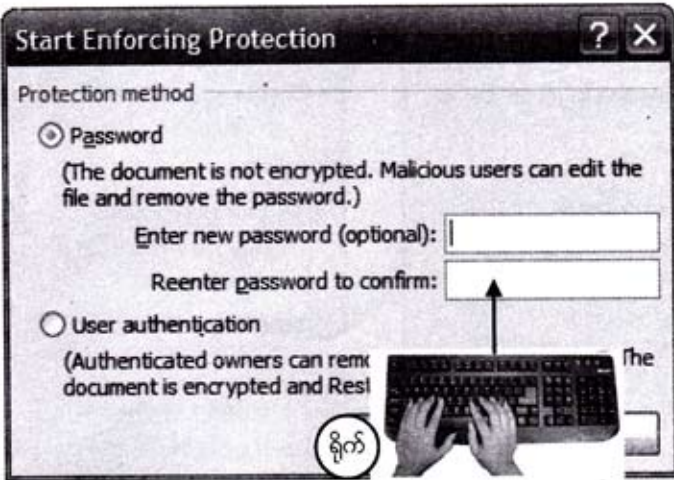 Start Enforcing Protection
Protection method
Password
(The document is not encrypted. Malicious users can edit the
file and remove the password.)
Enter new password (optional):
Reenter password to confirm:
User authentication
(Authenticated owners can The
document is encrypted and
ရိုက်